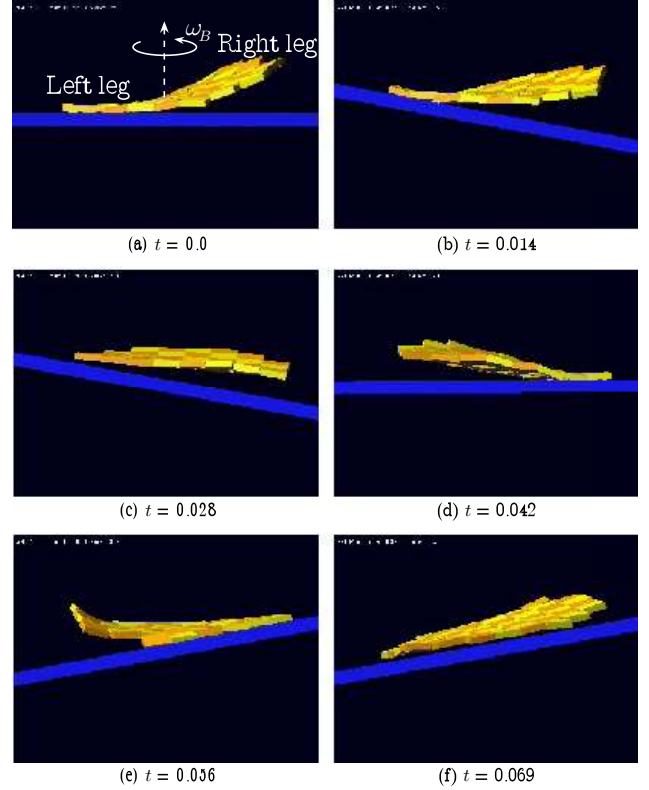 ω_B
Right leg
Left leg
(a) t = 0.0
(b) t = 0.014
(c) t = 0.028
(d) t = 0.042
(e) t = 0.056
(f) t = 0.069